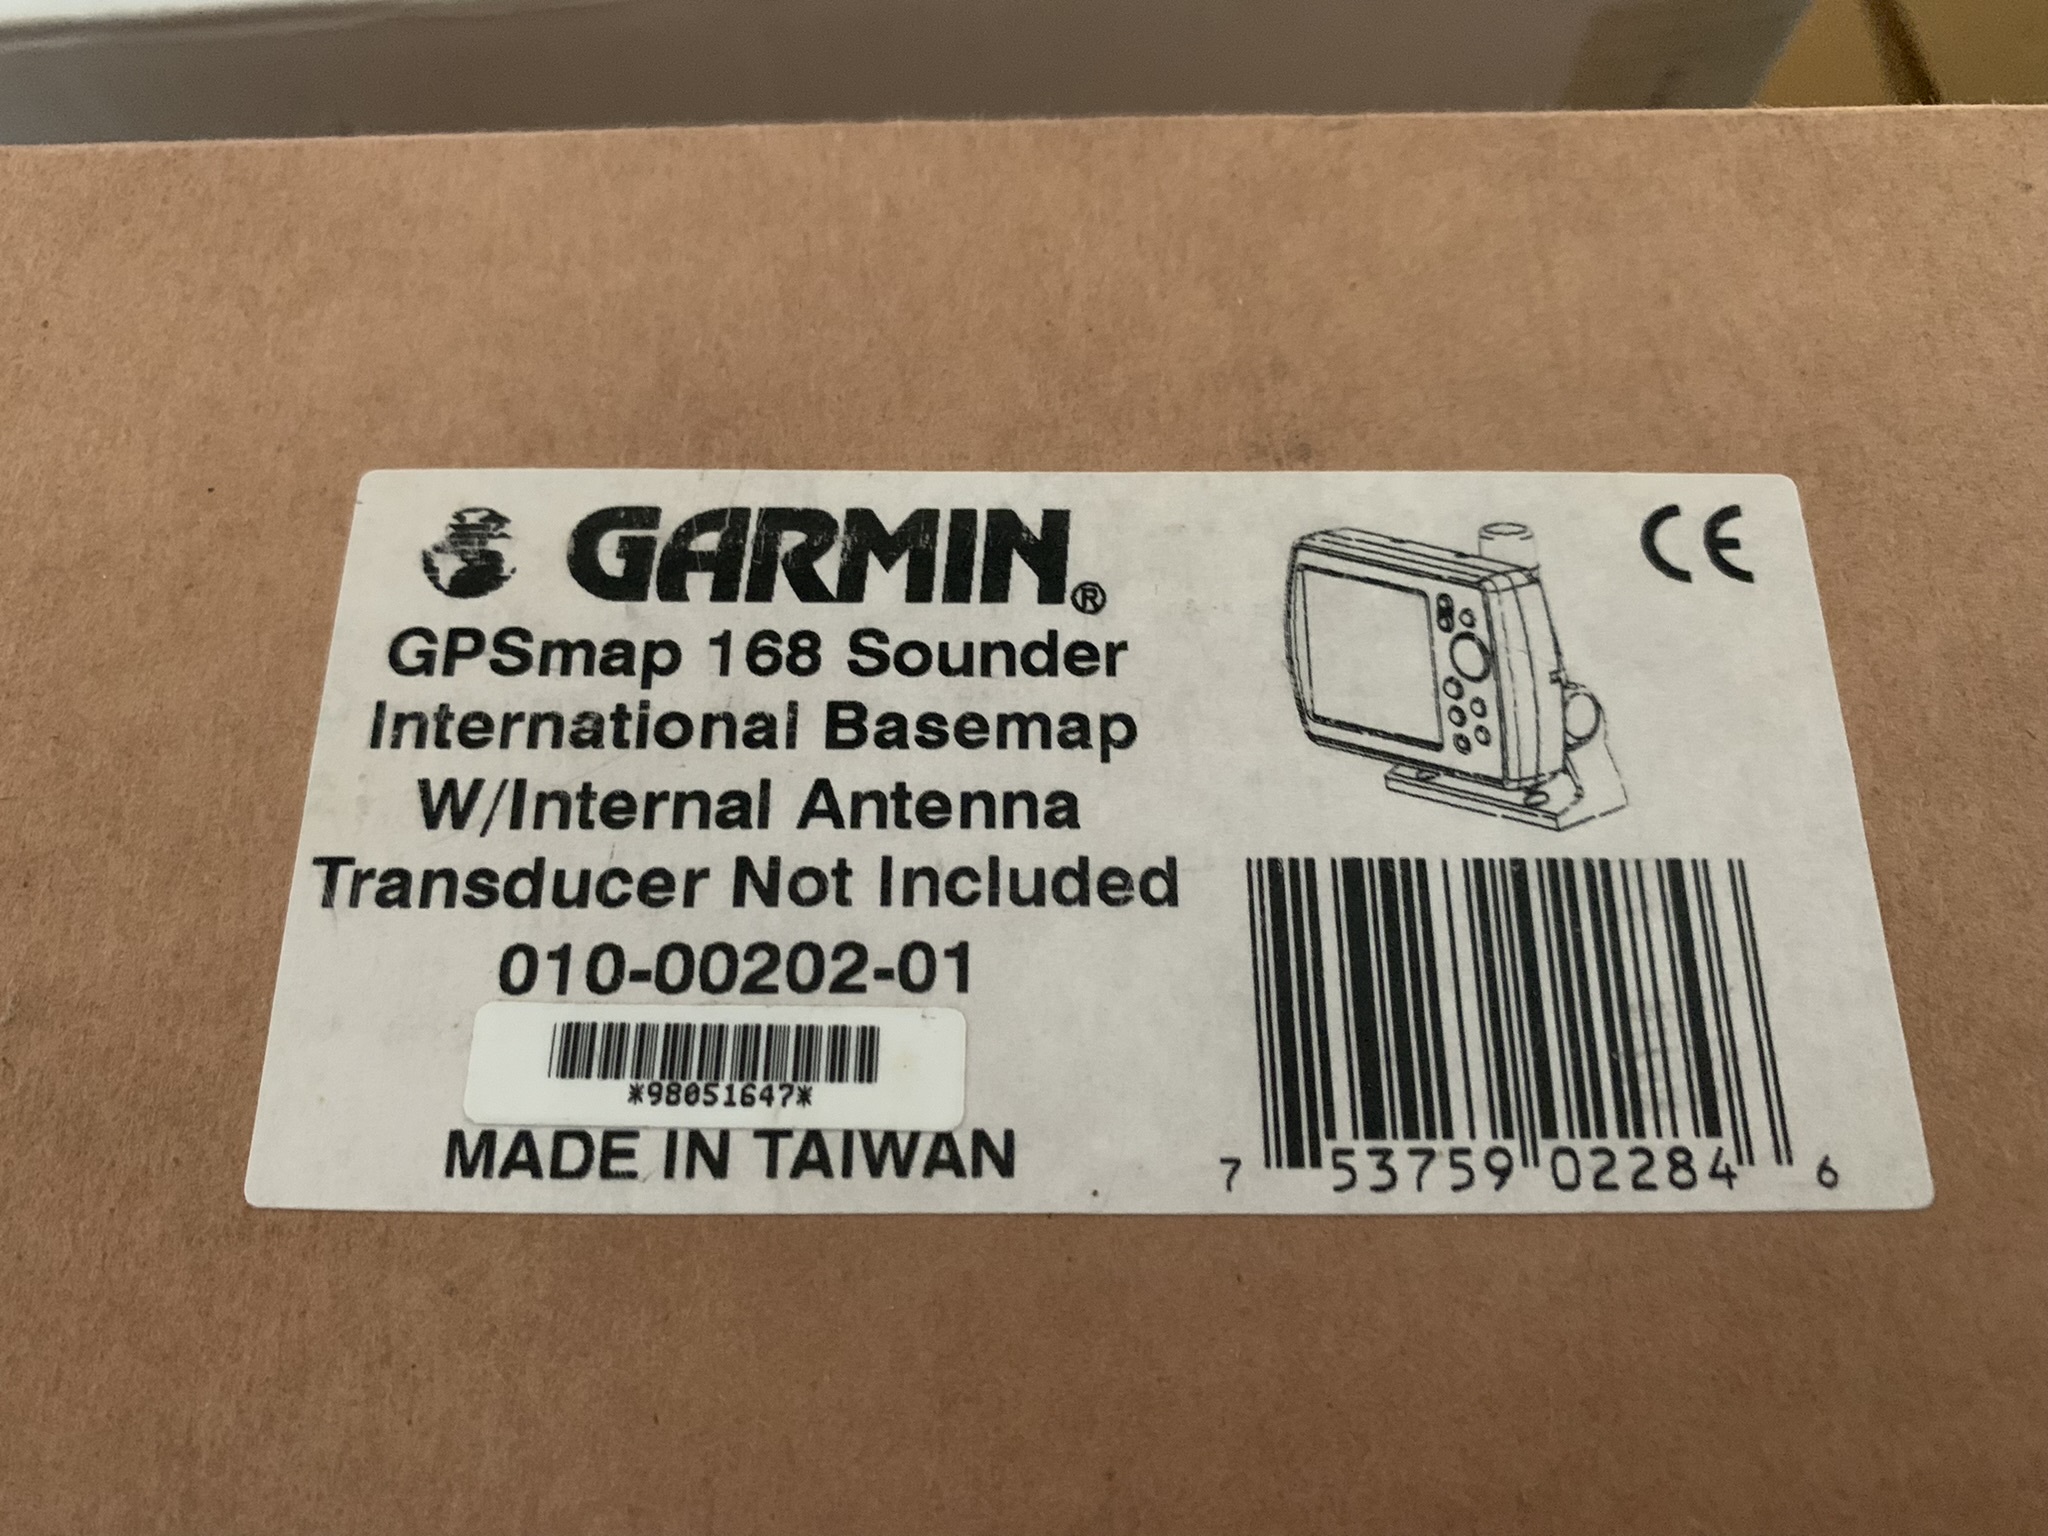 GARMIN®
GPSmap 168 Sounder
International Basemap
W/Internal Antenna
Transducer Not Included
010-00202-01
*98051647*
MADE IN TAIWAN
CE
7 53759 02284 6